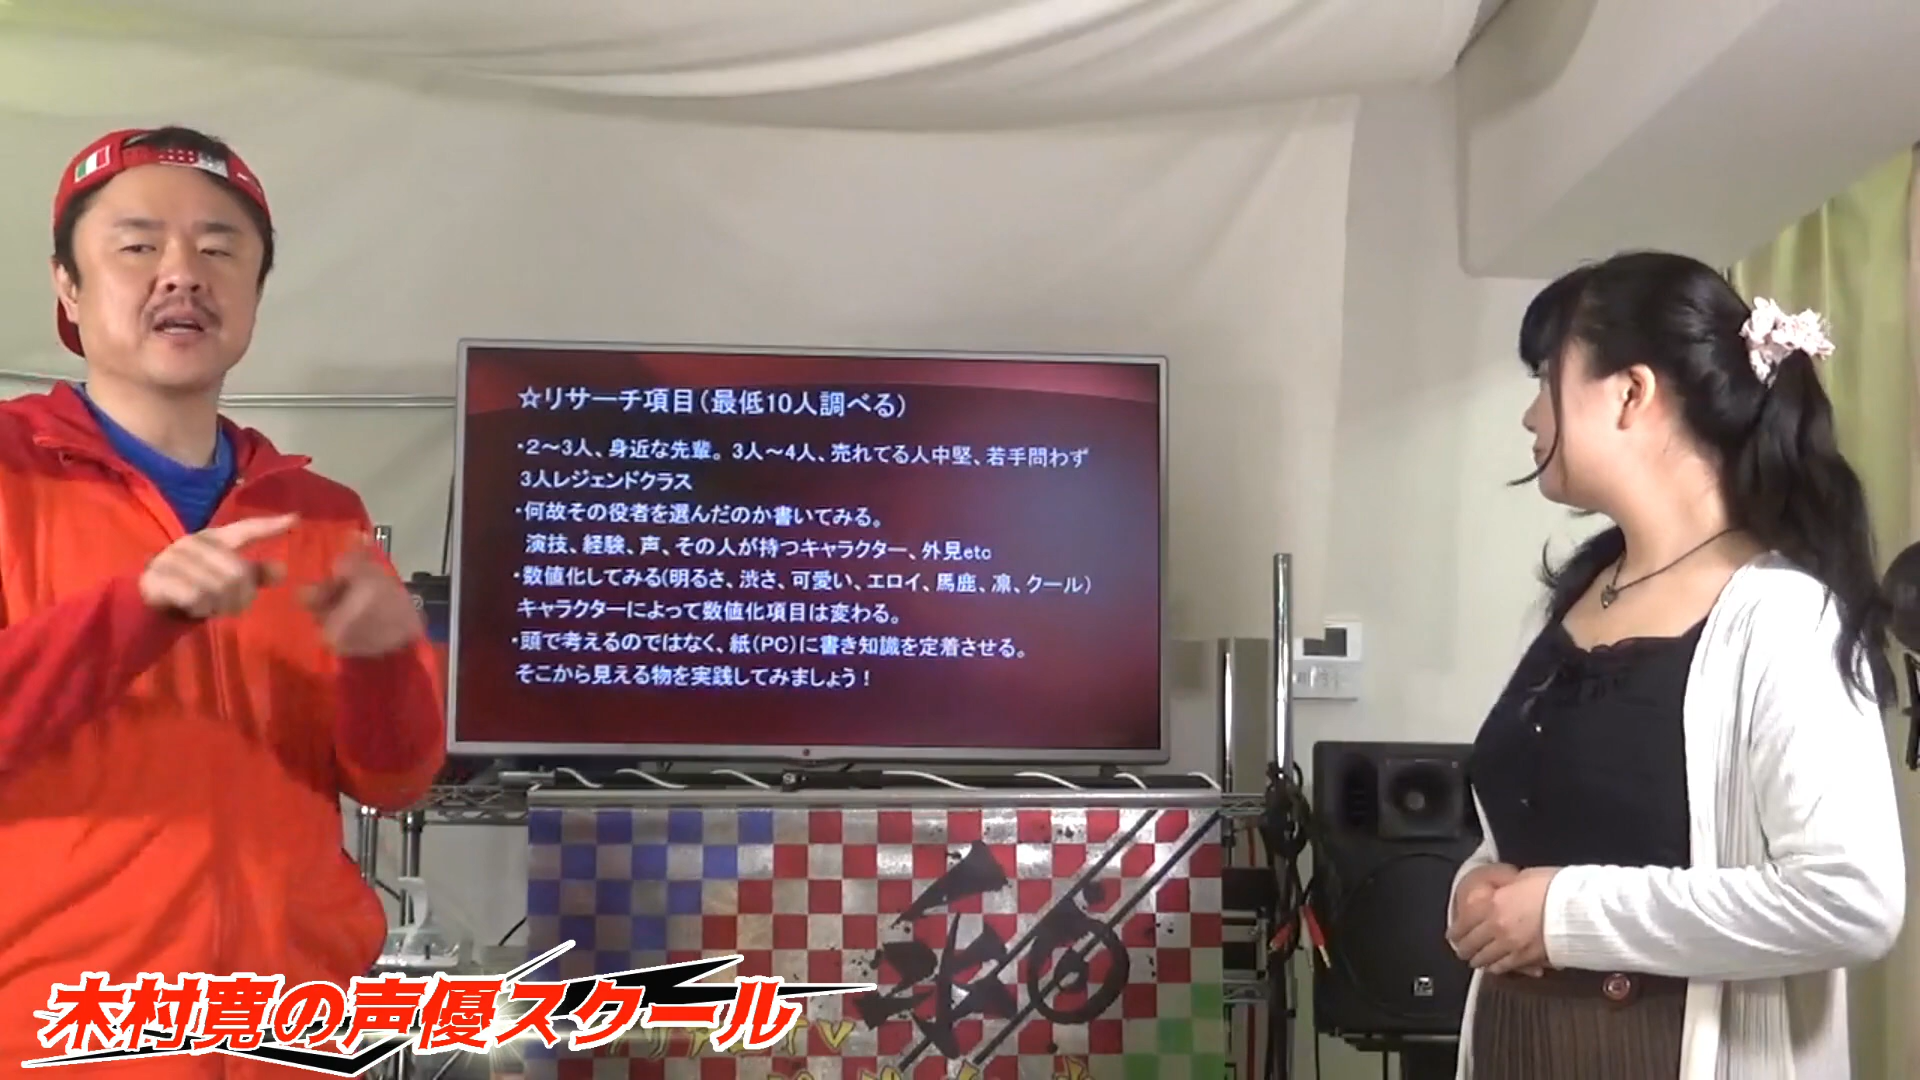 ☆リサーチ項目(最低10人調べる)
・2～3人、身近な先輩。3人～4人、売れてる人中堅、若手問わず
3人レジェンドクラス
・何故その役者を選んだのか書いてみる。
演技、経験、声、その人が持つキャラクター、外見etc
・数値化してみる(明るさ、渋さ、可愛い、エロイ、馬鹿、凛、クール)
キャラクターによって数値化項目は変わる。
・頭で考えるのではなく、紙(PC)に書き知識を定着させる。
そこから見える物を実践してみましょう！
木村寛の声優スクール